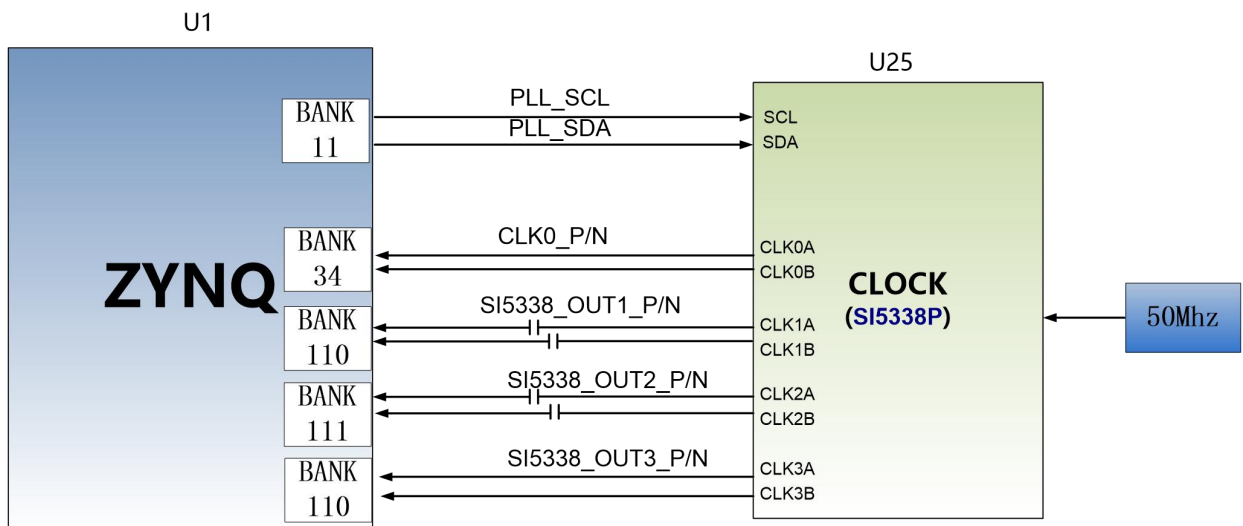 U1
U25
BANK
11
PLL_SCL
PLL_SDA
SCL
SDA
BANK
34
CLK0_P/N
CLK0A
CLK0B
ZYNQ
CLOCK
(SI5338P)
50Mhz
BANK
110
SI5338_OUT1_P/N
CLK1A
CLK1B
BANK
111
SI5338_OUT2_P/N
CLK2A
CLK2B
BANK
110
SI5338_OUT3_P/N
CLK3A
CLK3B